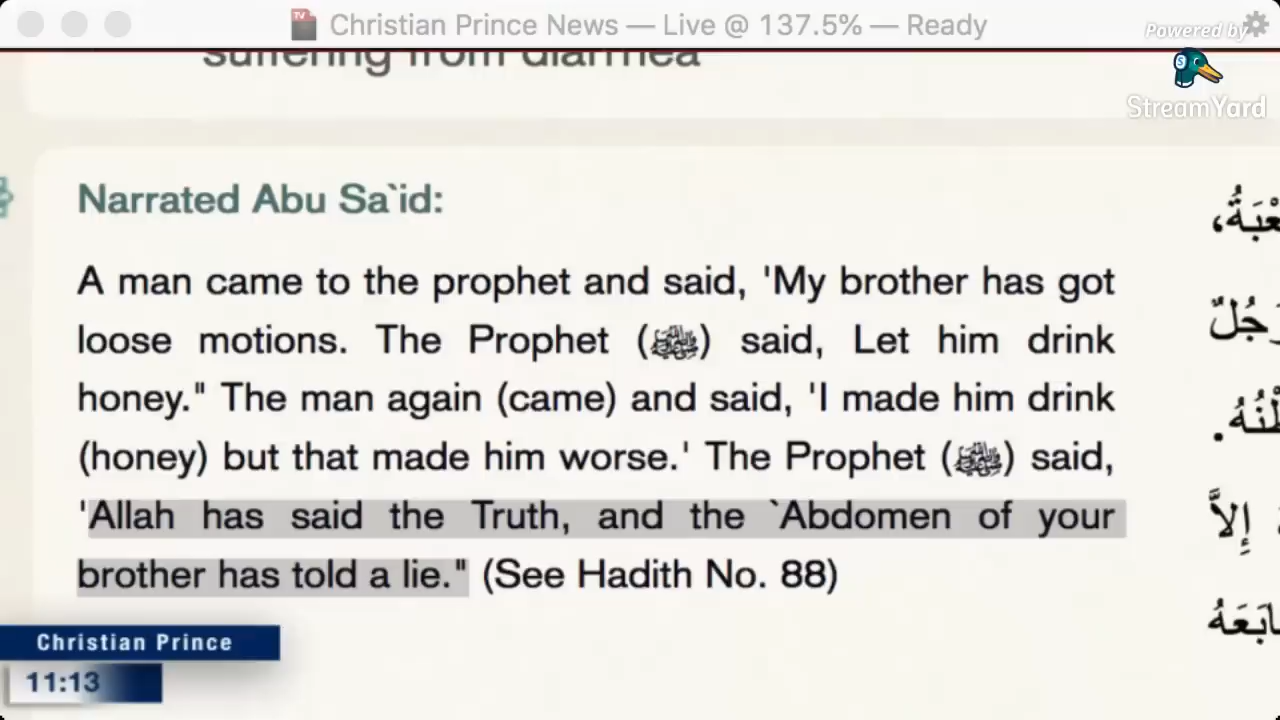 Christian Prince News — Live @ 137.5% — Ready
Powered by
StreamYard
suffering from diarrhea
Narrated Abu Sa`id:
A man came to the prophet and said, 'My brother has got
loose motions. The Prophet (ﷺ) said, Let him drink
honey." The man again (came) and said, 'I made him drink
(honey) but that made him worse.' The Prophet (ﷺ) said,
'Allah has said the Truth, and the `Abdomen of your
brother has told a lie." (See Hadith No. 88)
Christian Prince
11:13